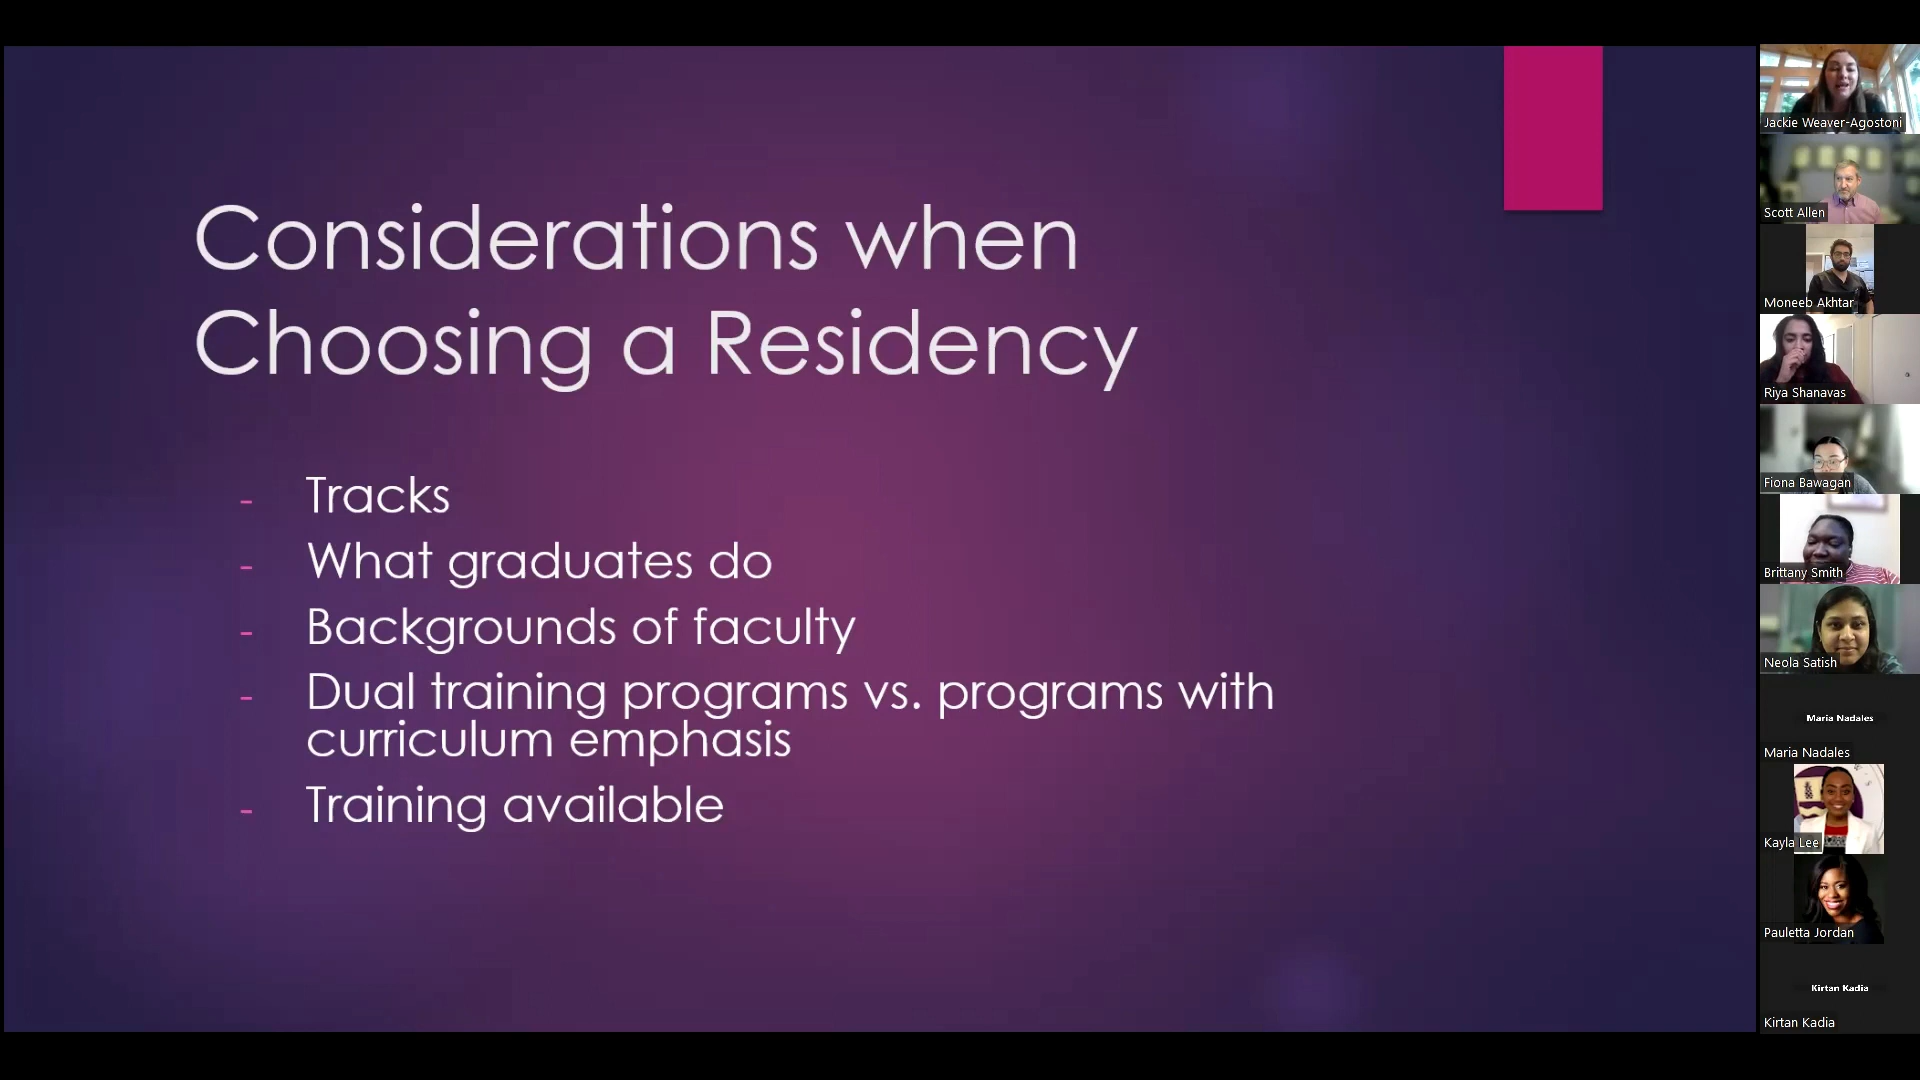 Considerations when
Choosing a Residency
- Tracks
- What graduates do
- Backgrounds of faculty
- Dual training programs vs. programs with
curriculum emphasis
- Training available
Jackie Weaver-Agostoni
Scott Allen
Moneeb Akhtar
Riya Shanavas
Fiona Bawagan
Brittany Smith
Neola Satish
Maria Nadales
Maria Nadales
Kayla Lee
Pauletta Jordan
Kirtan Kadia
Kirtan Kadia